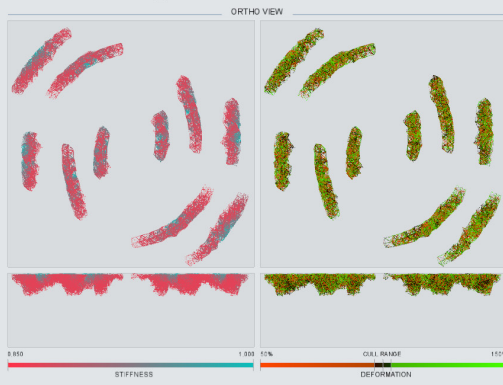 ORTHO VIEW
0.850
1.000
50%
CULL RANGE
150%
STIFFNESS
DEFORMATION